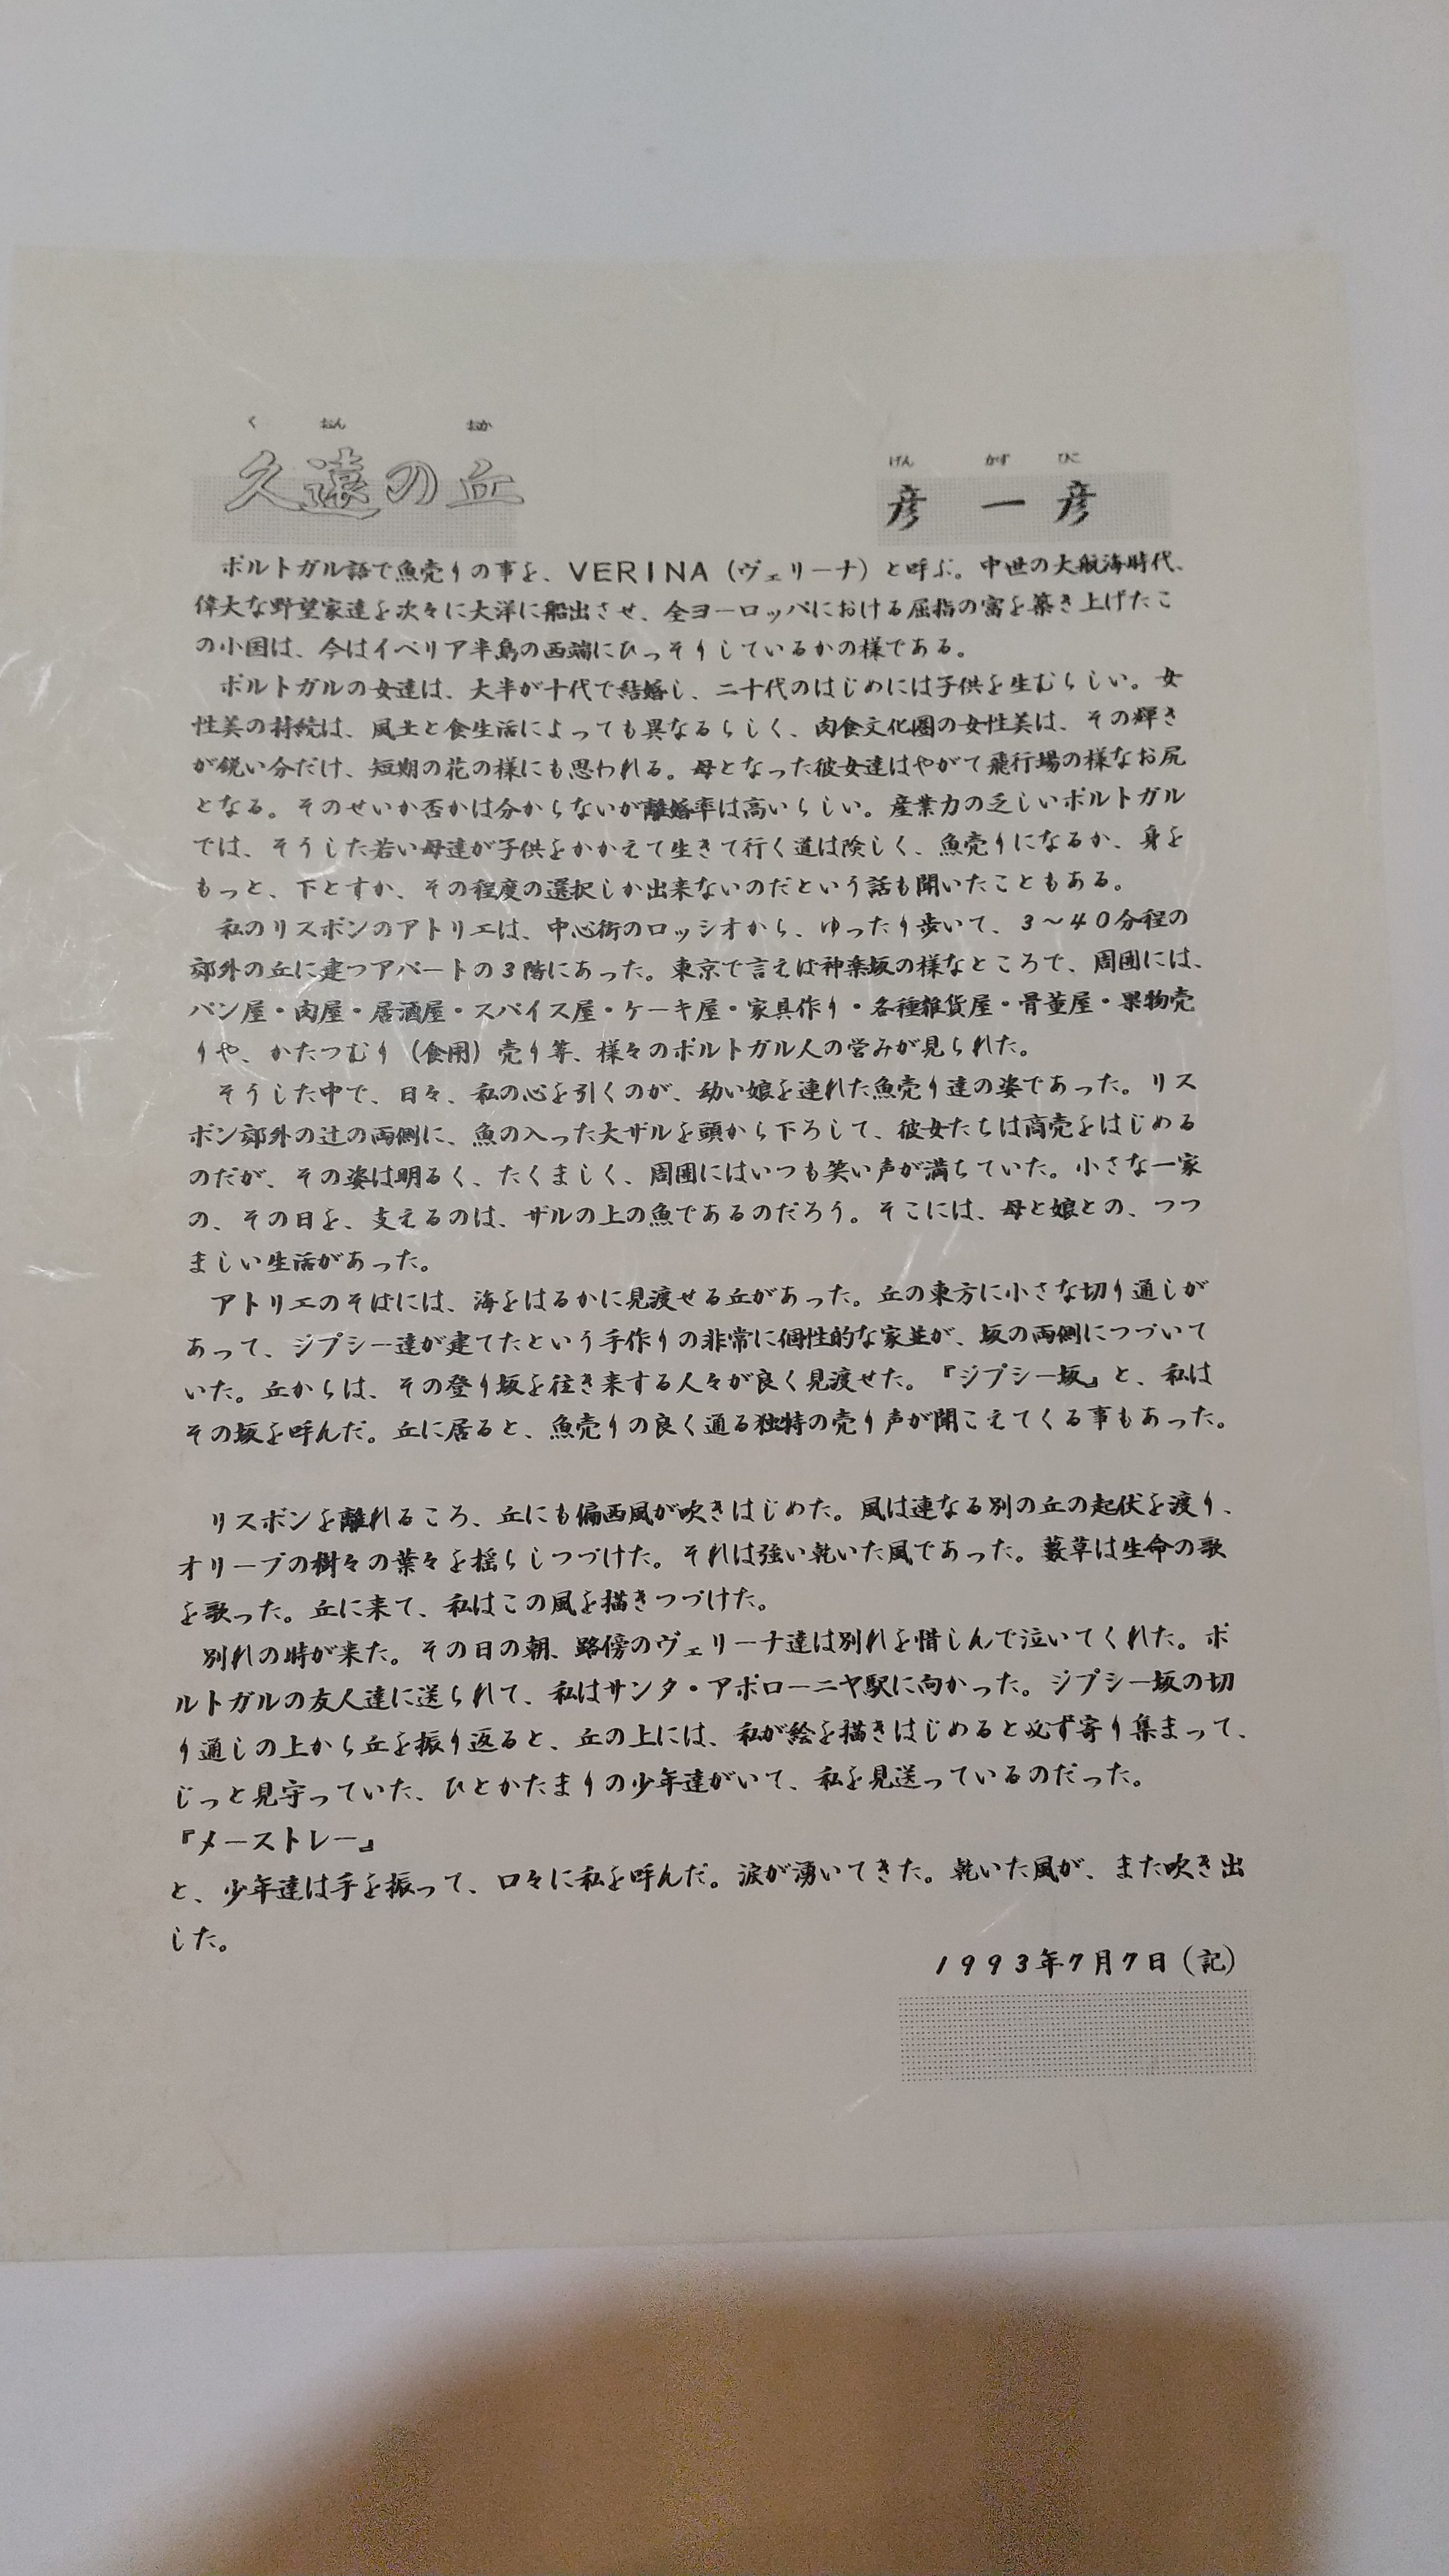 く おん おか
久遠の丘
げん かず ひこ
彦 一 彦
ポルトガル語で魚売りの事を、VERINA（ヴェリーナ）と呼ぶ。中世の大航海時代、
偉大な野望家達を次々に大洋に船出させ、全ヨーロッパにおける屈指の富を築き上げたこ
の小国は、今はイベリア半島の西端にひっそりしているかの様である。
ポルトガルの女達は、大半が十代で結婚し、二十代のはじめには子供を生むらしい。女
性美の持続は、風土と食生活によっても異なるらしく、肉食文化圏の女性美は、その輝き
が鋭い分だけ、短期の花の様にも思われる。母となった彼女達はやがて飛行場の様なお尻
となる。そのせいか否かは分からないが離婚率は高いらしい。産業力の乏しいポルトガル
では、そうした若い母達が子供をかかえて生きて行く道は険しく、魚売りになるか、身を
もっと、下とすか、その程度の選択しか出来ないのだという話も聞いたこともある。
私のリスボンのアトリエは、中心街のロッシオから、ゆったり歩いて、３～４０分程の
郊外の丘に建つアパートの３階にあった。東京で言えば神楽坂の様なところで、周囲には、
パン屋・肉屋・居酒屋・スパイス屋・ケーキ屋・家具作り・各種雑貨屋・骨董屋・果物売
りや、かたつむり（食用）売り等、様々のポルトガル人の営みが見られた。
そうした中で、日々、私の心を引くのが、幼い娘を連れた魚売り達の姿であった。リス
ボン郊外の辻の両側に、魚の入った大ザルを頭から下ろして、彼女たちは商売をはじめる
のだが、その姿は明るく、たくましく、周囲にはいつも笑い声が満ちていた。小さな一家
の、その日を、支えるのは、ザルの上の魚であるのだろう。そこには、母と娘との、つつ
ましい生活があった。
アトリエのそばには、海をはるかに見渡せる丘があった。丘の東方に小さな切り通しが
あって、ジプシー達が建てたという手作りの非常に個性的な家並が、坂の両側につづいて
いた。丘からは、その登り坂を往き来する人々が良く見渡せた。『ジプシー坂』と、私は
その坂を呼んだ。丘に居ると、魚売りの良く通る独特の売り声が聞こえてくる事もあった。
リスボンを離れるころ、丘にも偏西風が吹きはじめた。風は連なる別の丘の起伏を渡り、
オリーブの樹々の葉々を揺らしつづけた。それは強い乾いた風であった。藪草は生命の歌
を歌った。丘に来て、私はこの風を描きつづけた。
別れの時が来た。その日の朝、路傍のヴェリーナ達は別れを惜しんで泣いてくれた。ポ
ルトガルの友人達に送られて、私はサンタ・アポローニヤ駅に向かった。ジプシー坂の切
り通しの上から丘を振り返ると、丘の上には、私が絵を描きはじめると必ず寄り集まって、
じっと見守っていた、ひとかたまりの少年達がいて、私を見送っているのだった。
『メーストレー』
と、少年達は手を振って、口々に私を呼んだ。涙が湧いてきた。乾いた風が、また吹き出
した。
１９９３年７月７日（記）